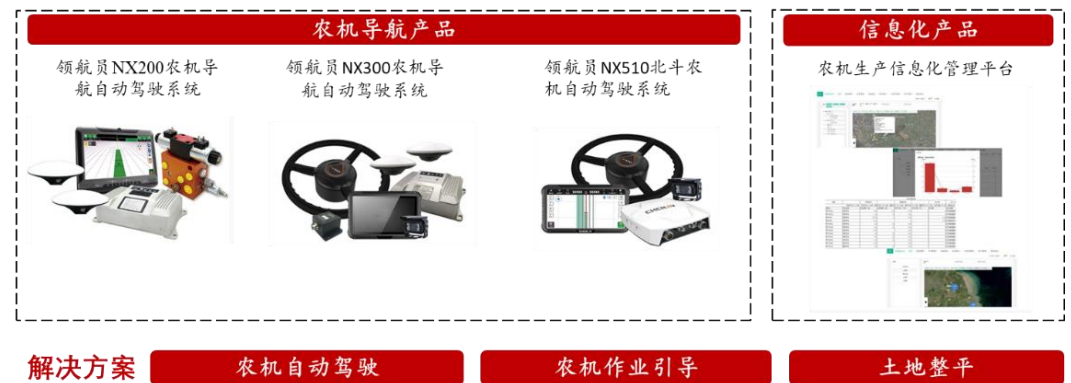 农机导航产品
信息化产品
领航员NX200农机导
航自动驾驶系统
领航员NX300农机导
航自动驾驶系统
领航员NX510北斗农
机自动驾驶系统
农机生产信息化管理平台
解决方案
农机自动驾驶
农机作业引导
土地整平